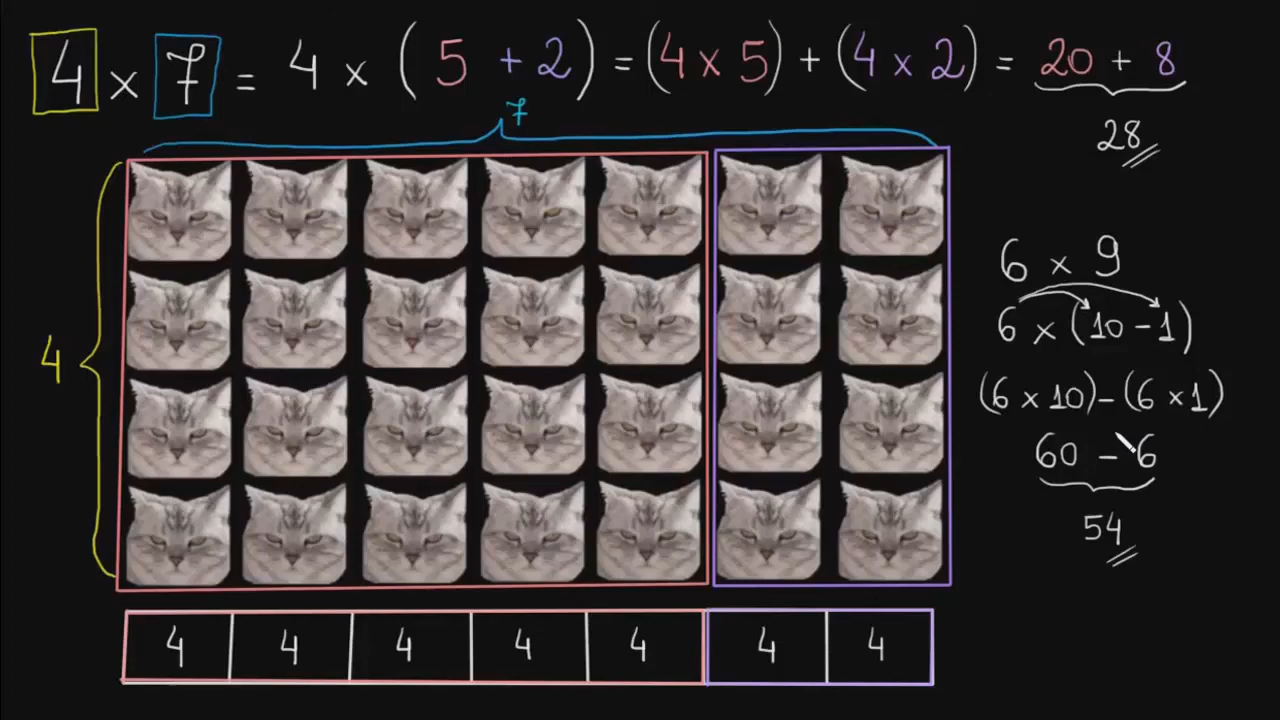 4 × 7 = 4 × ( 5 + 2 ) = (4 × 5) + (4 × 2) = 20 + 8
7
28
4
6 × 9
6 × (10 - 1)
(6 × 10) - (6 × 1)
60 - 6
54
4 4 4 4 4 4 4